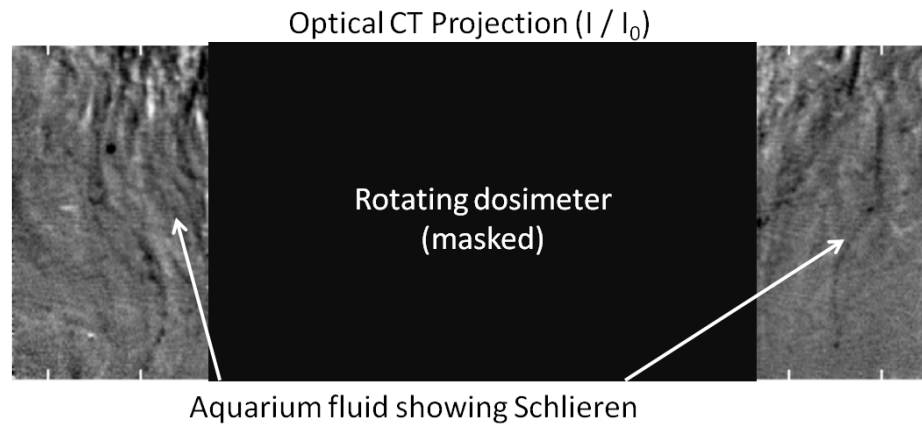 Optical CT Projection (I / I₀)
Rotating dosimeter
(masked)
Aquarium fluid showing Schlieren